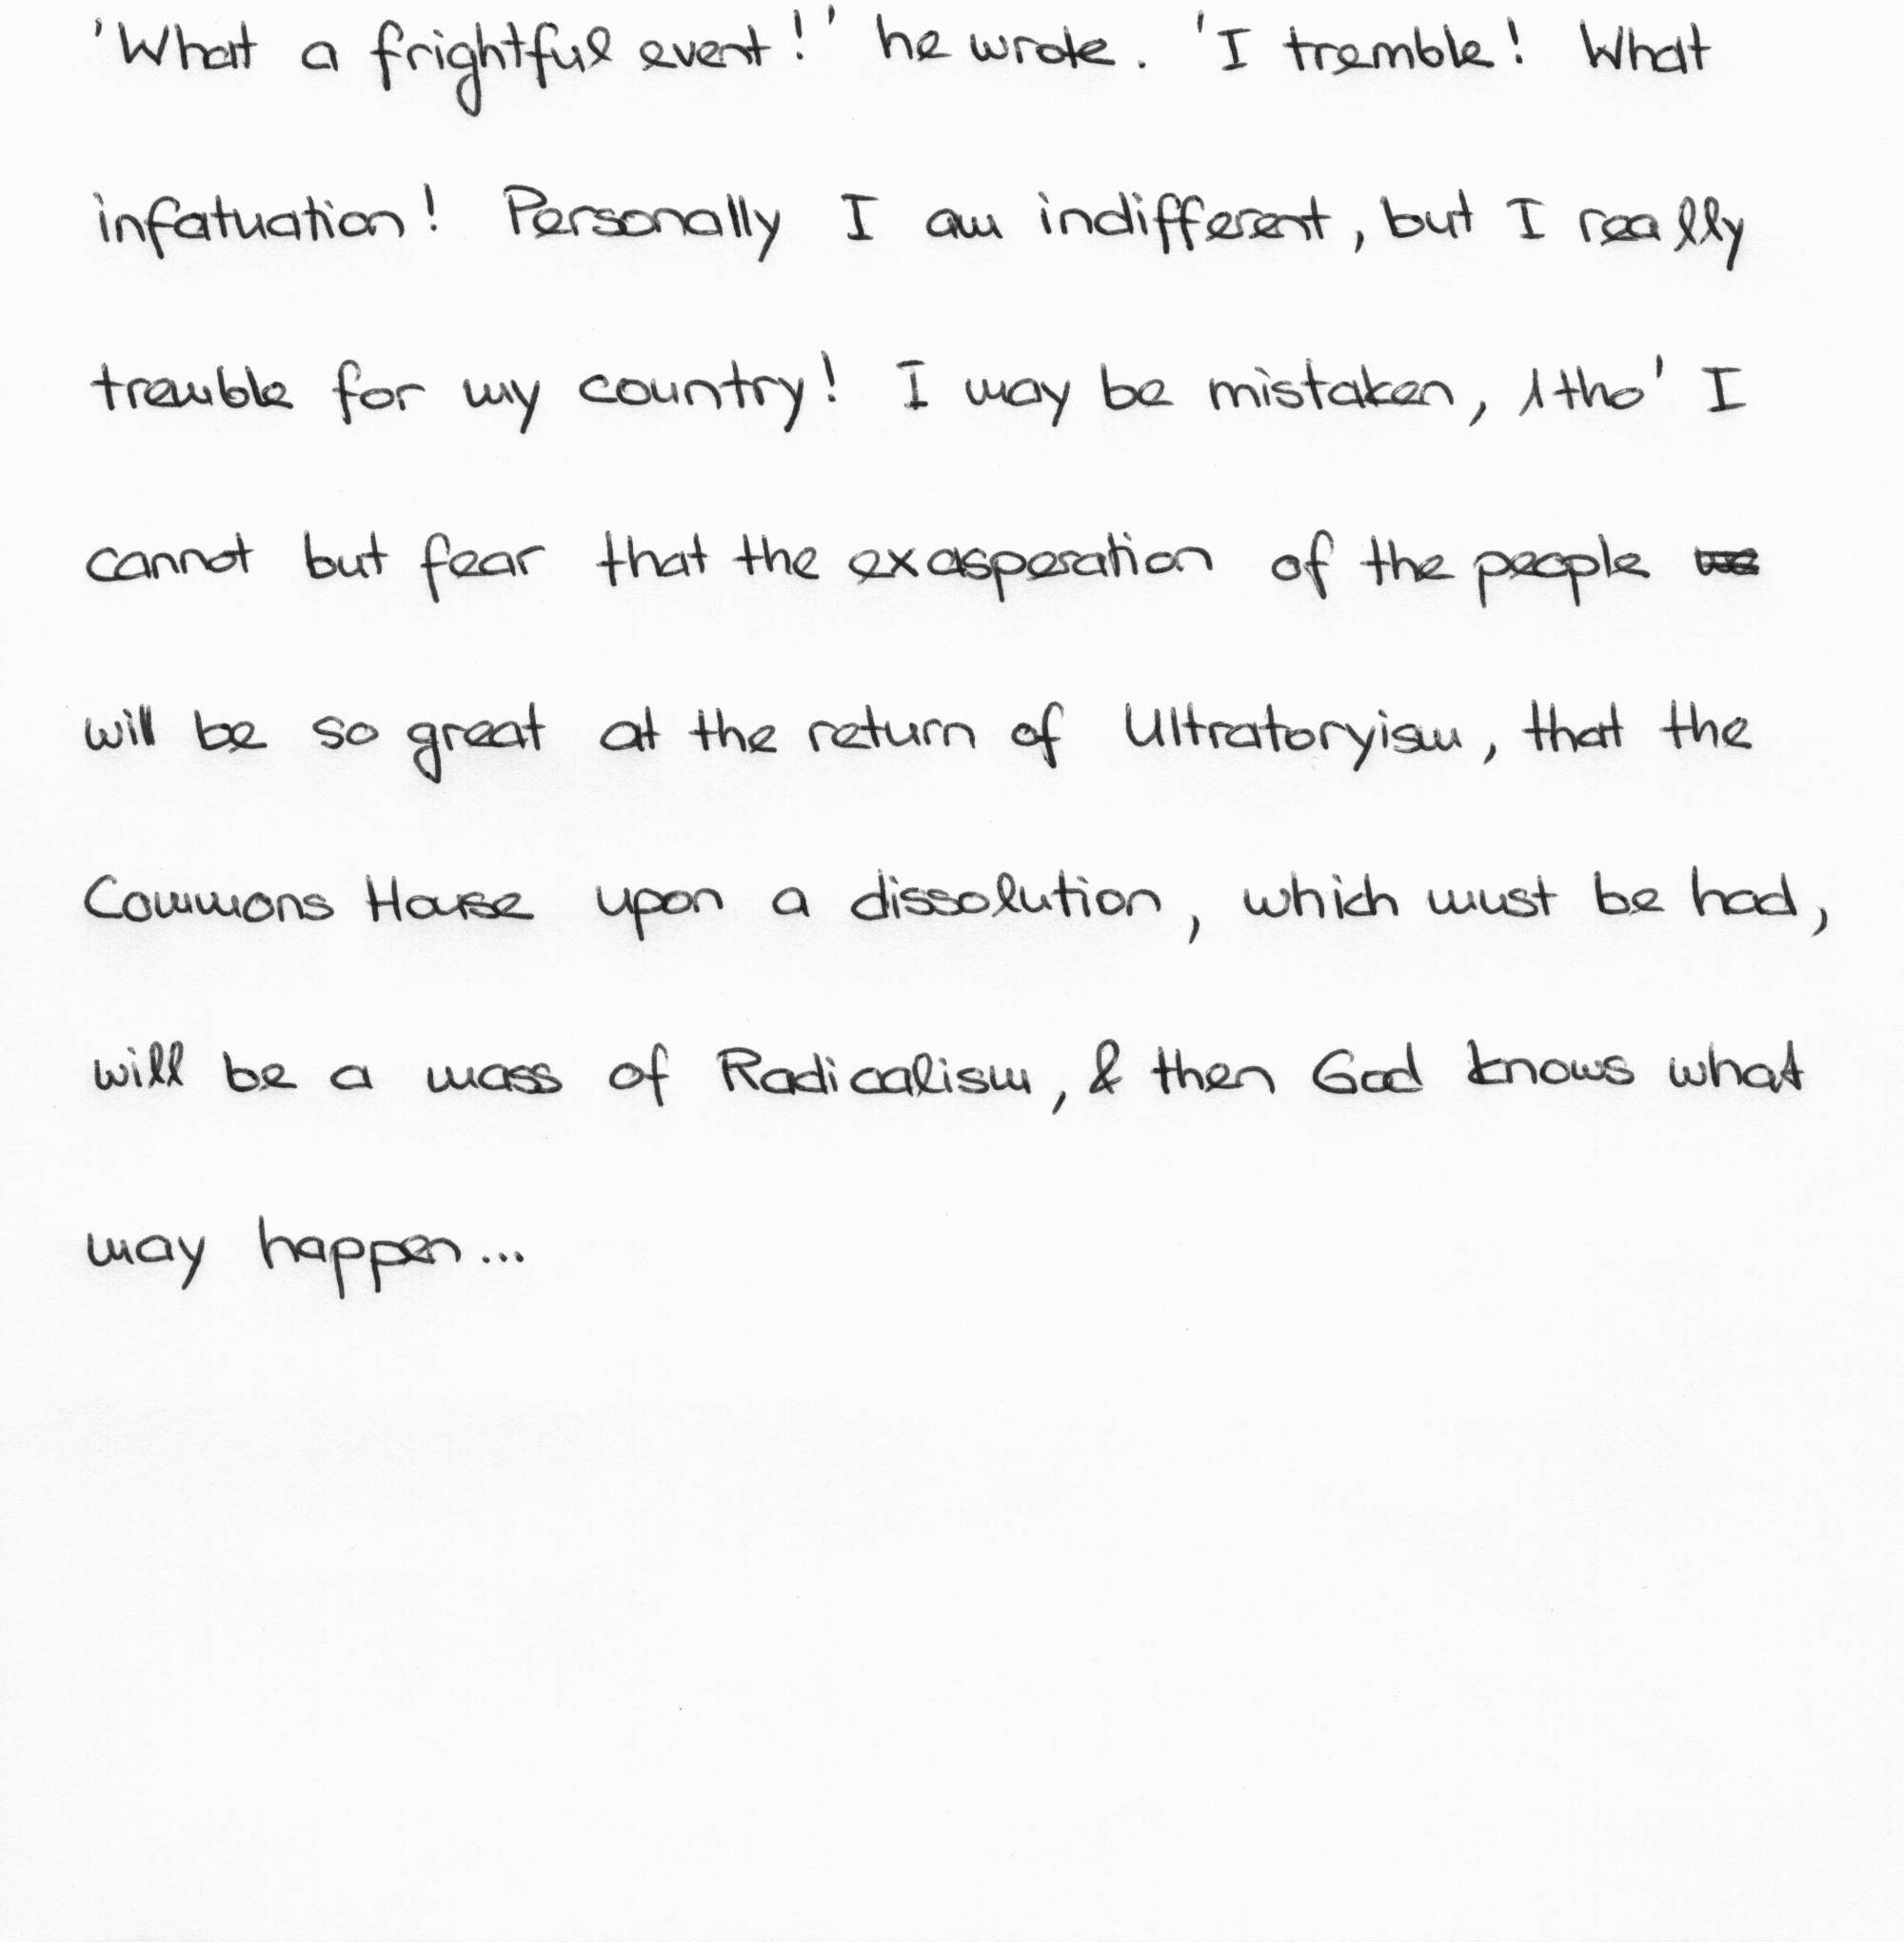 'What a frightful event!' he wrote. 'I tremble! What
infatuation! Personally I am indifferent, but I really
tremble for my country! I may be mistaken, 1tho' I
cannot but fear that the exasperation of the people
will be so great at the return of Ultratoryism, that the
Commons House upon a dissolution, which must be had,
will be a mass of Radicalism, & then God knows what
may happen...